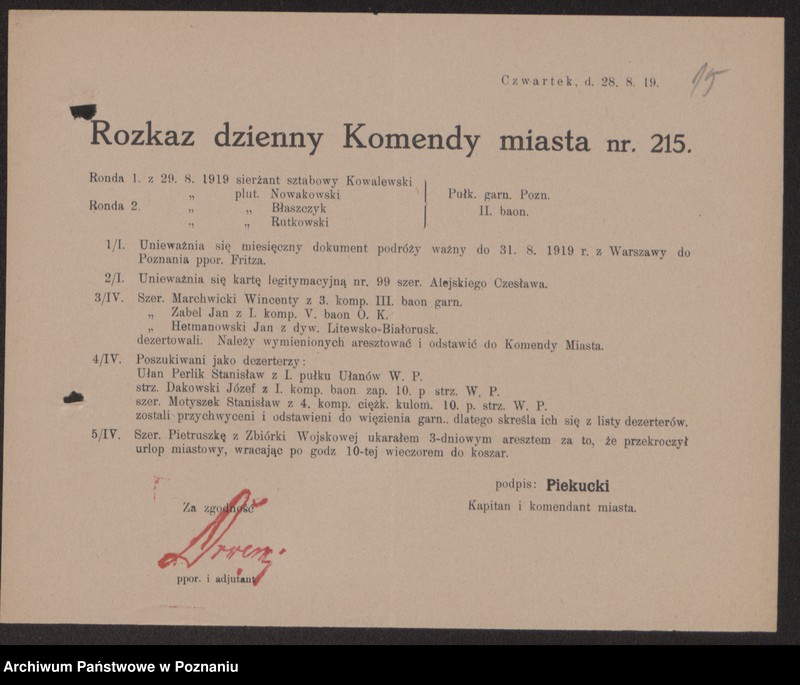 Czwartek, d. 28. 8. 19.
Rozkaz dzienny Komendy miasta nr. 215.
Ronda 1. z 29. 8. 1919 sierżant sztabowy Kowalewski
„ plut. Nowakowski
Pułk. garn. Pozn.
Ronda 2. „ „ Błaszczyk
II. baon.
„ „ Rutkowski
1/I. Unieważnia się miesięczny dokument podróży ważny do 31. 8. 1919 r. z Warszawy do
Poznania ppor. Fritza.
2/I. Unieważnia się kartę legitymacyjną nr. 99 szer. Alejskiego Czesława.
3/IV. Szer. Marchwicki Wincenty z 3. komp. III. baon garn.
„ Zabel Jan z I. komp. V. baon O. K.
„ Hetmanowski Jan z dyw. Litewsko-Białorusk.
dezertowali. Należy wymienionych aresztować i odstawić do Komendy Miasta.
4/IV. Poszukiwani jako dezerterzy:
Ułan Perlik Stanisław z I. pułku Ułanów W. P.
strz. Dakowski Józef z I. komp. baon zap. 10. p strz. W. P.
szer. Motyszek Stanisław z 4. komp. ciężk. kulom. 10. p. strz. W. P.
zostali przychwyceni i odstawieni do więzienia garn., dlatego skreśla ich się z listy dezerterów.
5/IV. Szer. Pietruszkę z Zbiórki Wojskowej ukarałem 3-dniowym aresztem za to, że przekroczył
urlop miastowy, wracając po godz 10-tej wieczorem do koszar.
podpis: Piekucki
Kapitan i komendant miasta.
Za zgodność
ppor. i adjutant
Archiwum Państwowe w Poznaniu